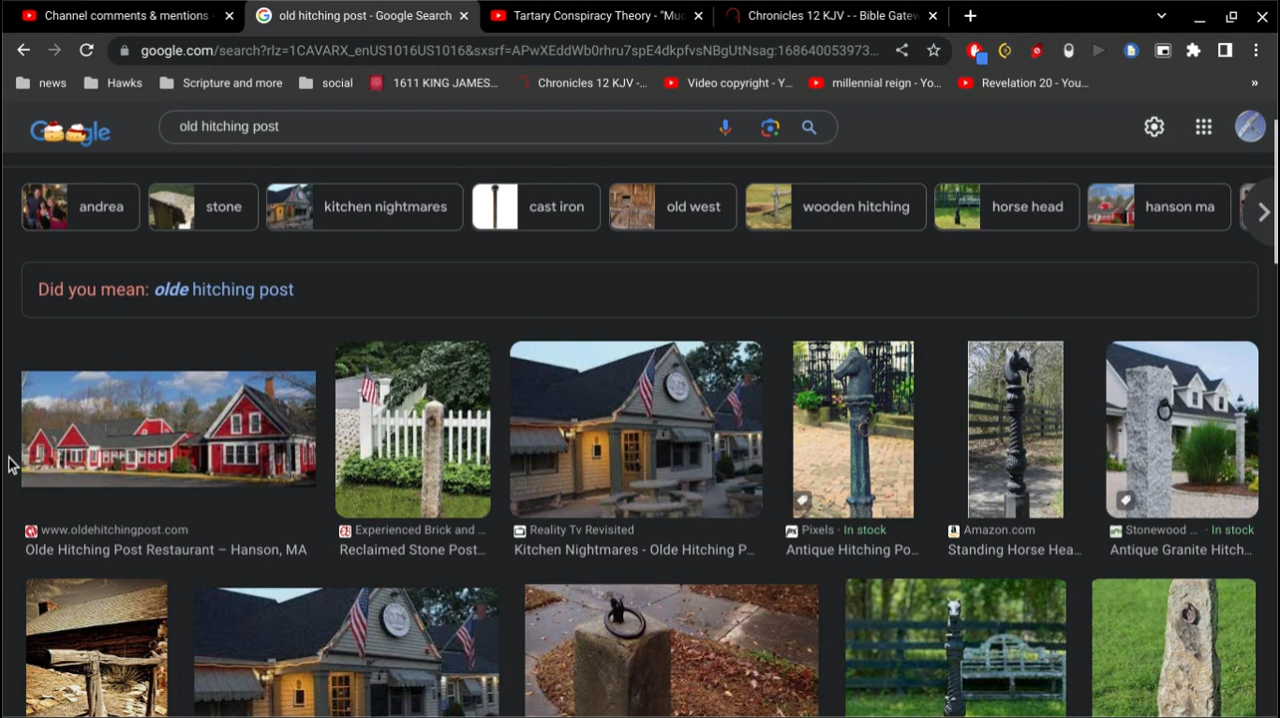 Channel comments & mentions -
old hitching post - Google Search
Tartary Conspiracy Theory - "Muc
Chronicles 12 KJV - - Bible Gatew
google.com/search?rlz=1CAVARX_enUS1016US1016&sxsrf=APwXEddWb0rhru7spE4dkpfvsNBgUtNsag:168640053973...
news
Hawks
Scripture and more
social
1611 KING JAMES...
Chronicles 12 KJV -...
Video copyright - Y...
millennial reign - Yo...
Revelation 20 - You...
»
Google
old hitching post
andrea
stone
kitchen nightmares
cast iron
old west
wooden hitching
horse head
hanson ma
Did you mean: olde hitching post
www.oldehitchingpost.com
Olde Hitching Post Restaurant – Hanson, MA
Experienced Brick and ...
Reclaimed Stone Post...
Reality Tv Revisited
Kitchen Nightmares - Olde Hitching P...
Pixels · In stock
Antique Hitching Po...
Amazon.com
Standing Horse Hea...
Stonewood ... · In stock
Antique Granite Hitch...